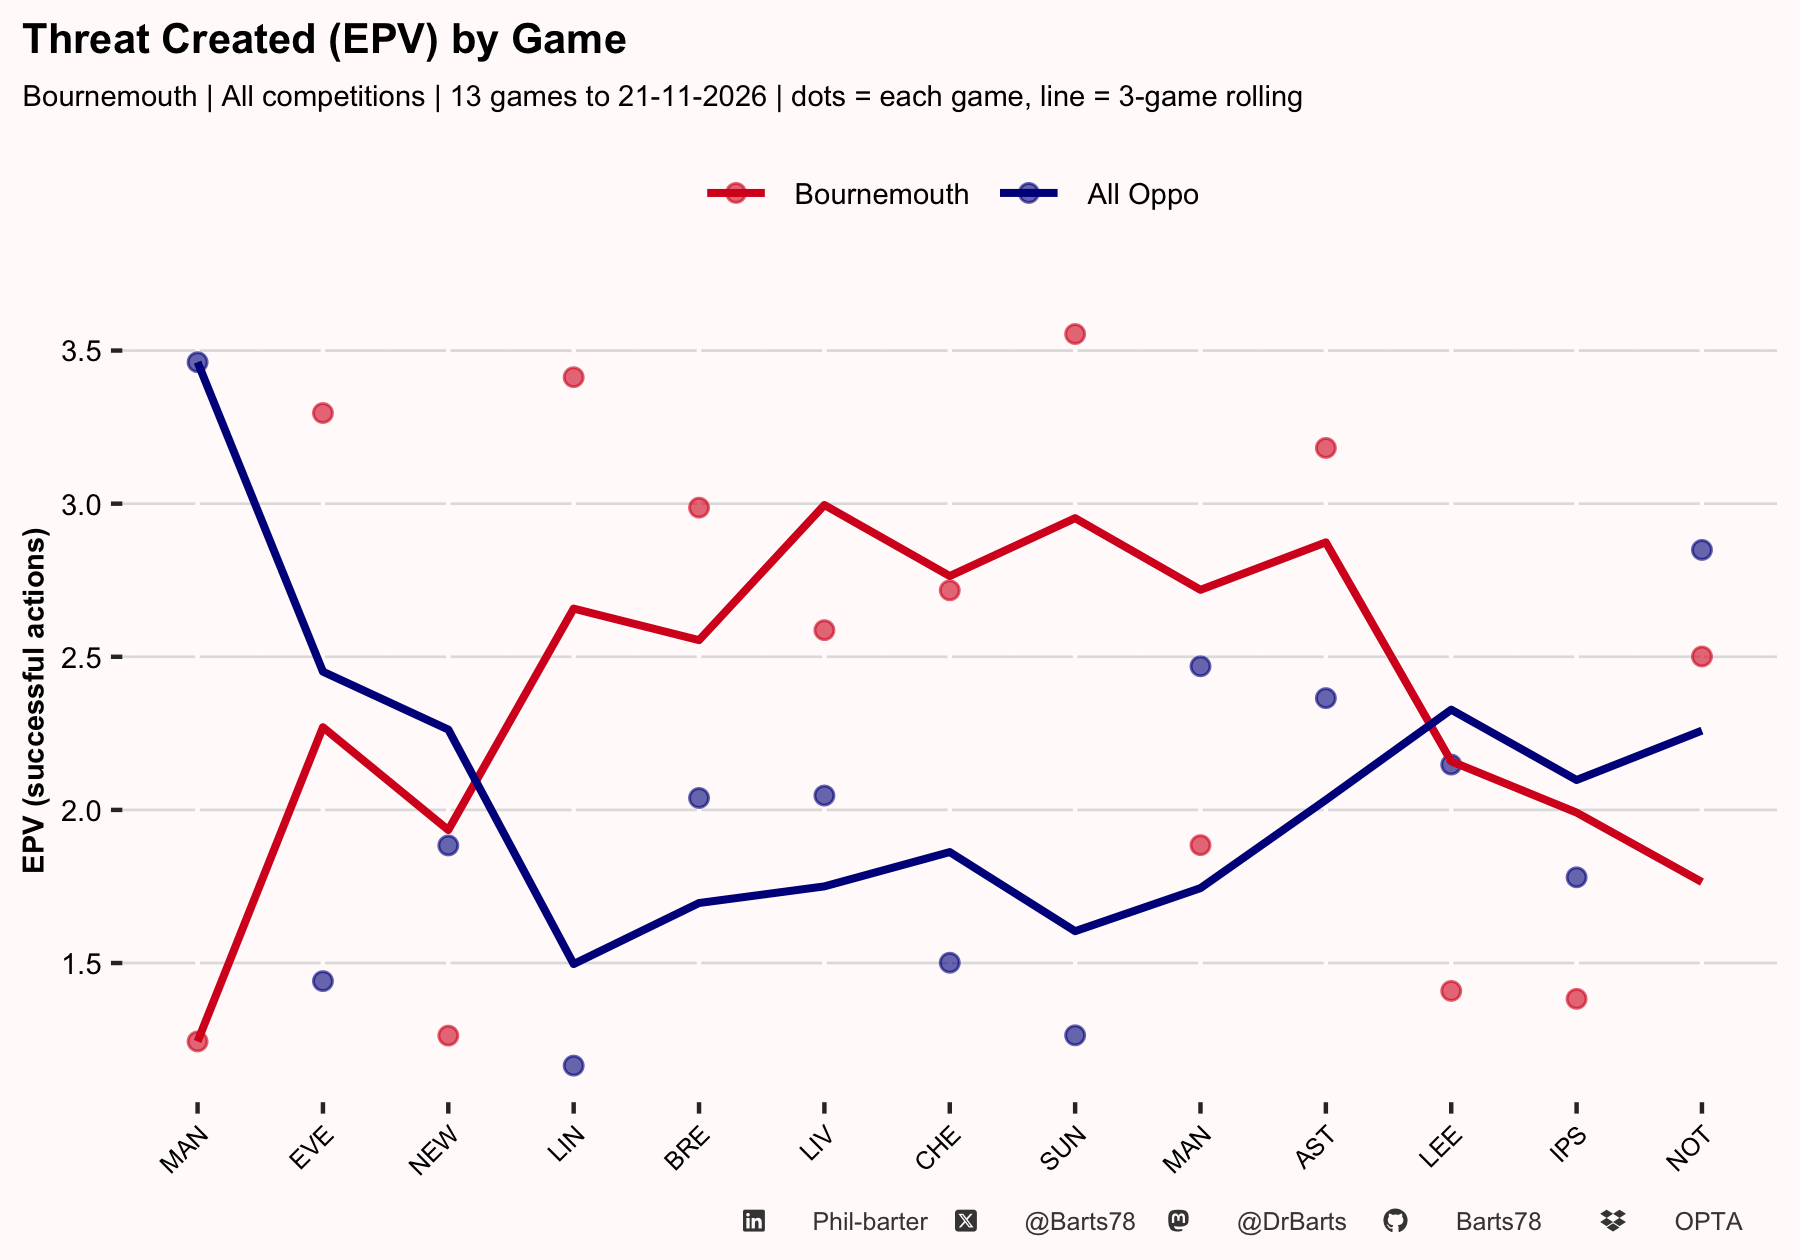 Threat Created (EPV) by Game
Bournemouth | All competitions | 13 games to 21-11-2026 | dots = each game, line = 3-game rolling
Bournemouth All Oppo
EPV (successful actions)
3.5
3.0
2.5
2.0
1.5
MAN EVE NEW LIN BRE LIV CHE SUN MAN AST LEE IPS NOT
Phil-barter @Barts78 @DrBarts Barts78 OPTA